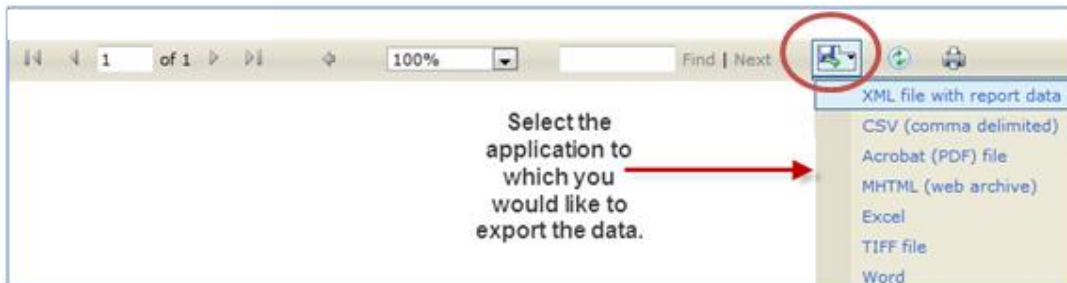 1 of 1 100% Find | Next
XML file with report data
CSV (comma delimited)
Acrobat (PDF) file
MHTML (web archive)
Excel
TIFF file
Word
Select the
application to
which you
would like to
export the data.